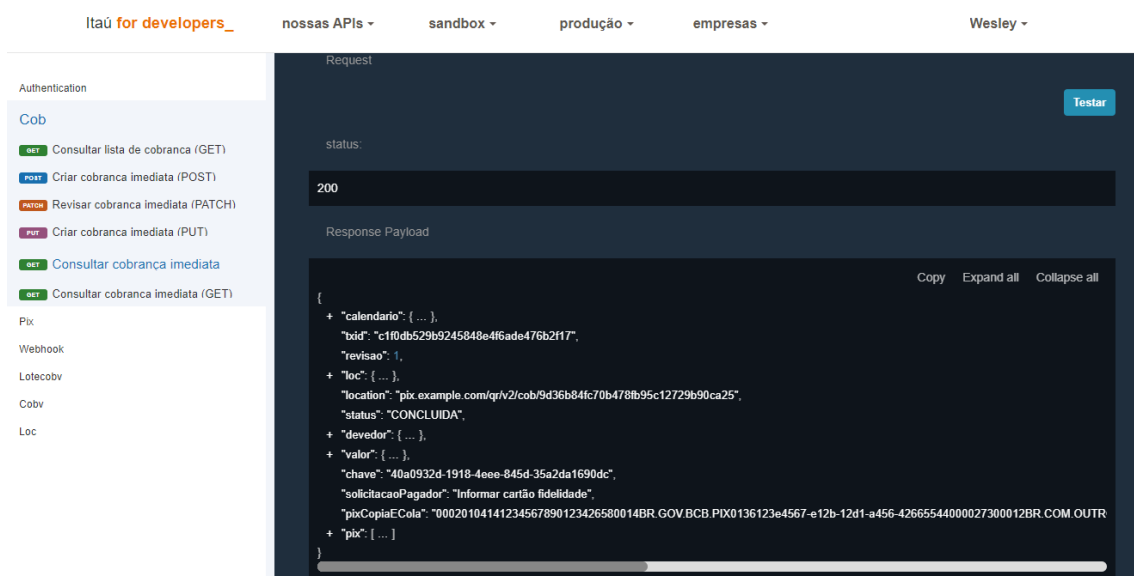 Itaú for developers_
nossas APIs
sandbox
produção
empresas
Wesley
Authentication
Cob
GET Consultar lista de cobranca (GET)
POST Criar cobranca imediata (POST)
PATCH Revisar cobranca imediata (PATCH)
PUT Criar cobranca imediata (PUT)
GET Consultar cobrança imediata
GET Consultar cobranca imediata (GET)
Pix
Webhook
Lotecobv
Cobv
Loc
Request
Testar
status:
200
Response Payload
Copy Expand all Collapse all
{
+ "calendario": { ... },
"txid": "c1f0db529b9245848e4f6ade476b2f17",
"revisao": 1,
+ "loc": { ... },
"location": "pix.example.com/qr/v2/cob/9d36b84fc70b478fb95c12729b90ca25",
"status": "CONCLUIDA",
+ "devedor": { ... },
+ "valor": { ... },
"chave": "40a0932d-1918-4eee-845d-35a2da1690dc",
"solicitacaoPagador": "Informar cartão fidelidade",
"pixCopiaECola": "00020104141234567890123426580014BR.GOV.BCB.PIX0136123e4567-e12b-12d1-a456-42665544000027300012BR.COM.OUTR
+ "pix": [ ... ]
}